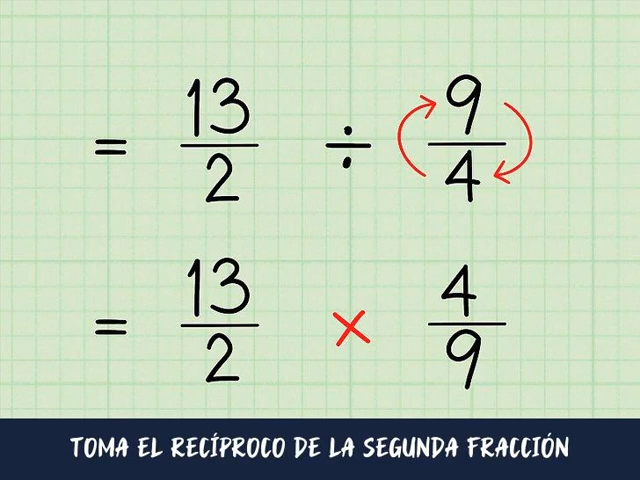 = 13/2 ÷ 9/4
= 13/2 × 4/9
TOMA EL RECÍPROCO DE LA SEGUNDA FRACCIÓN